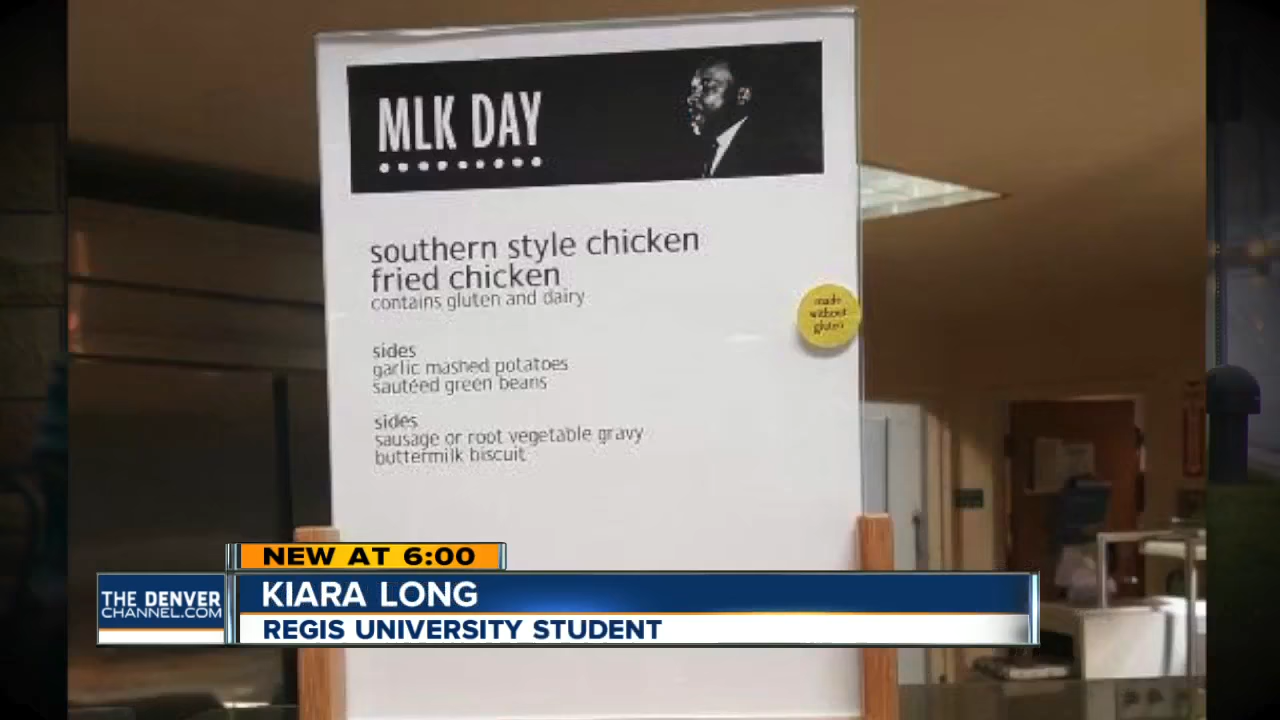 MLK DAY
southern style chicken
fried chicken
contains gluten and dairy
made
without
gluten
sides
garlic mashed potatoes
sautéed green beans
sides
sausage or root vegetable gravy
buttermilk biscuit
NEW AT 6:00
THE DENVER
CHANNEL.COM
KIARA LONG
REGIS UNIVERSITY STUDENT